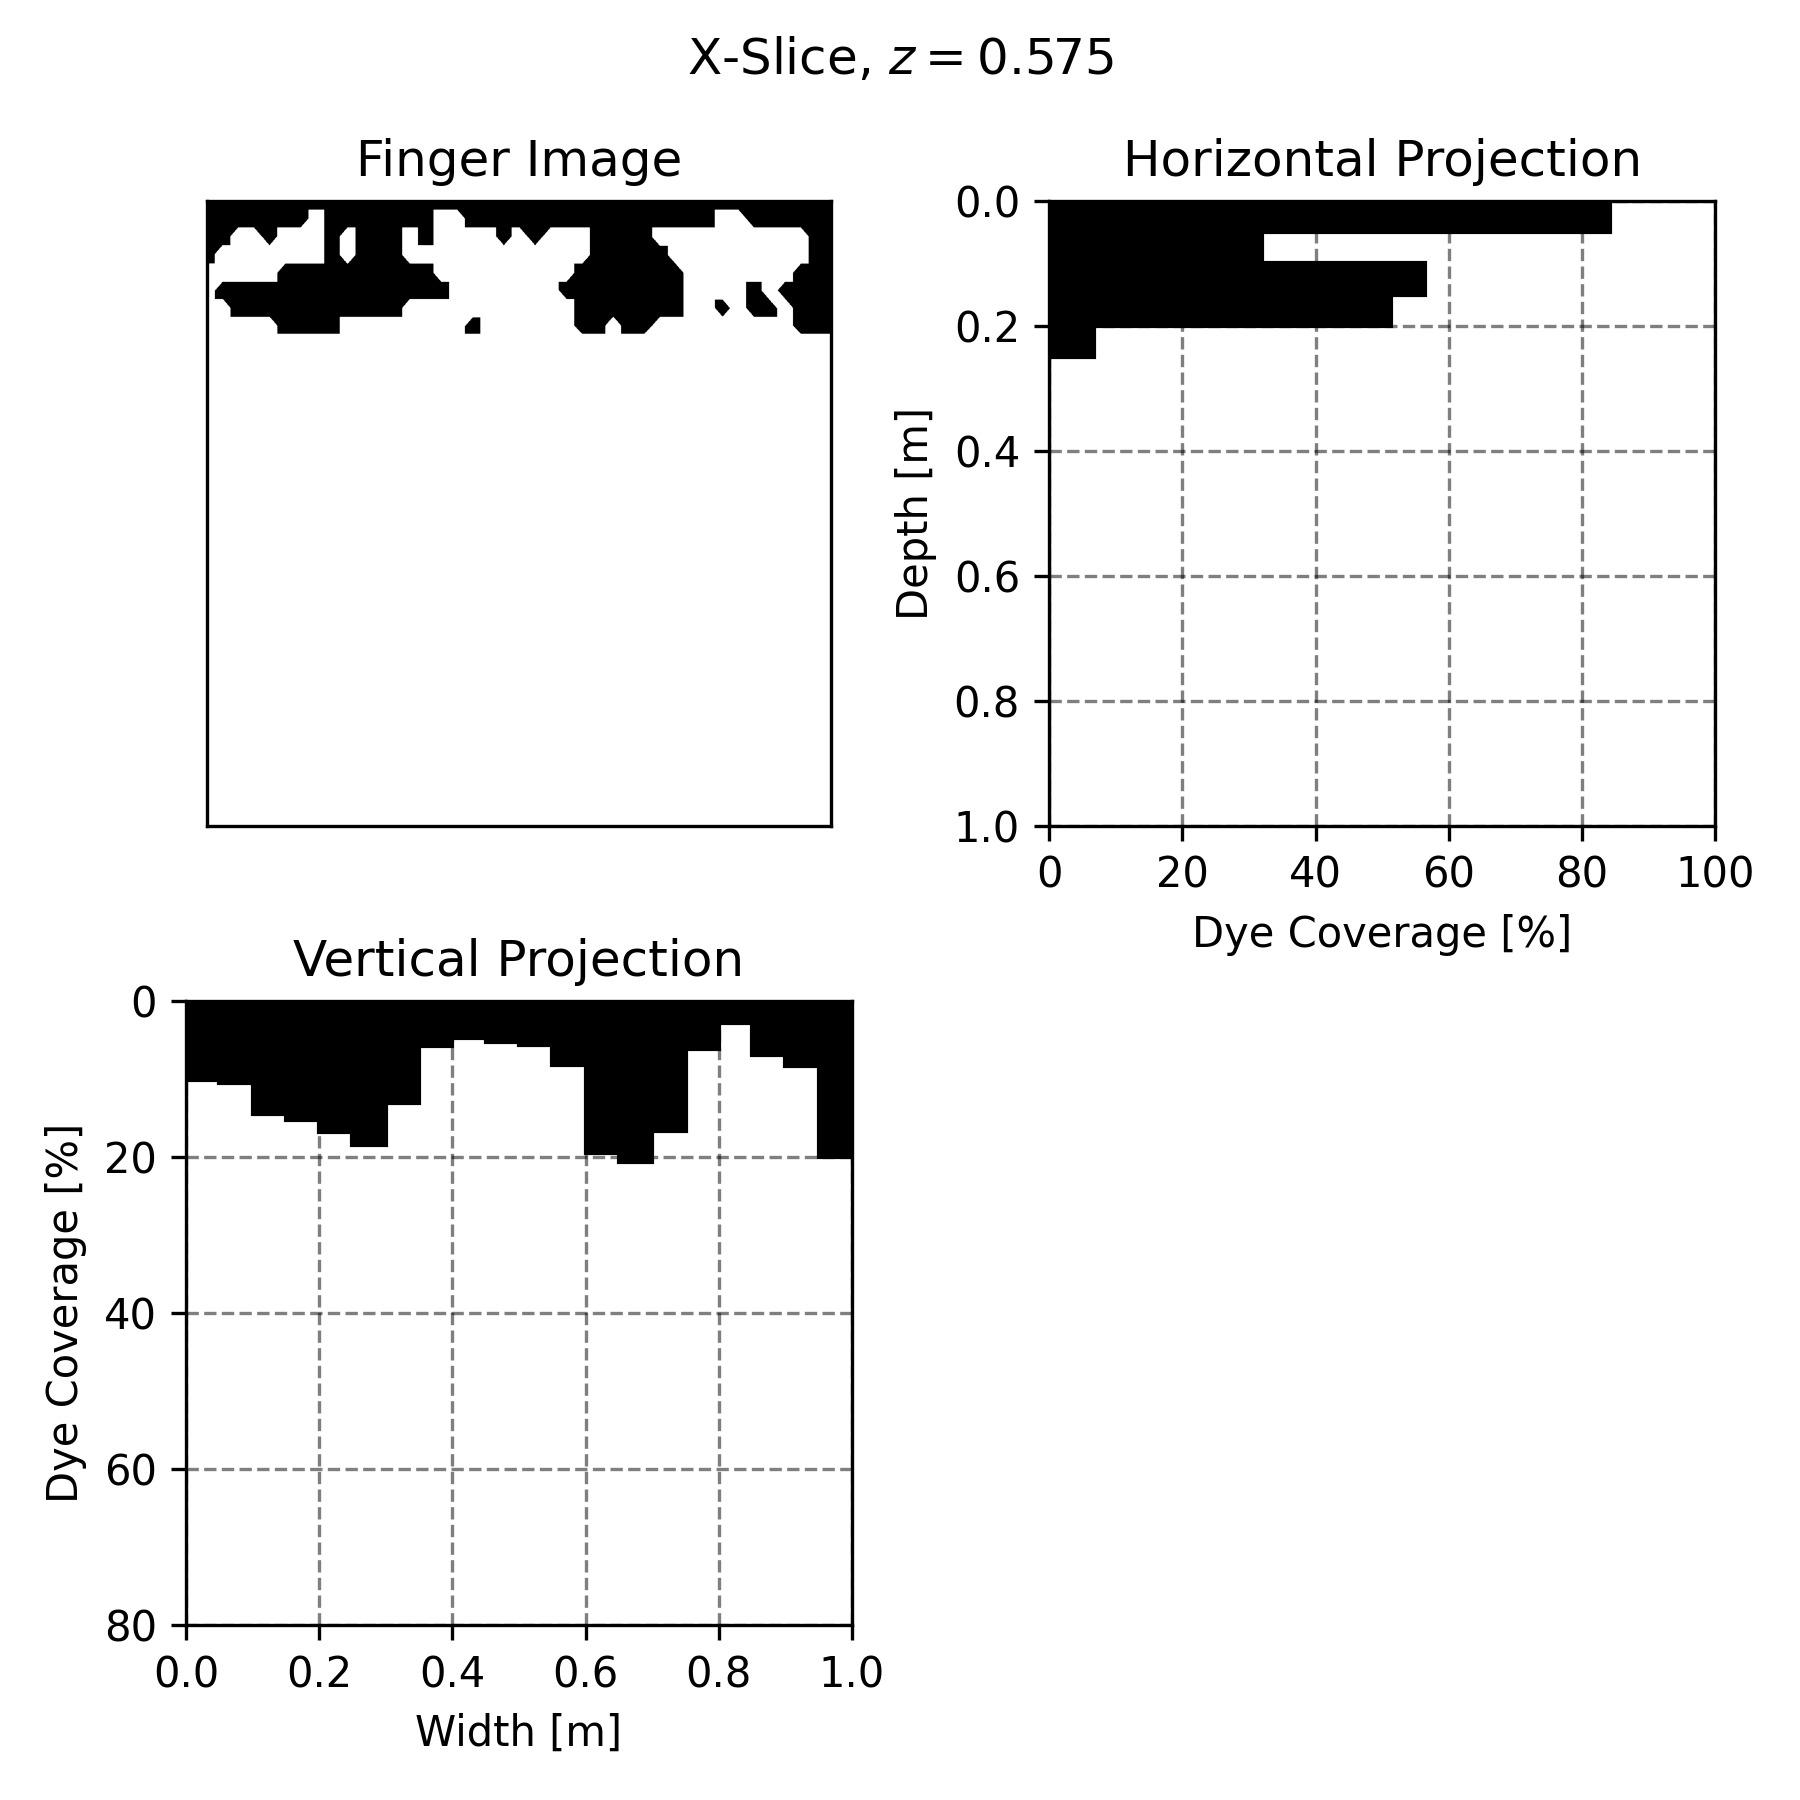 X-Slice, z = 0.575
Finger Image
Horizontal Projection
0.0
0.2
0.4
0.6
0.8
1.0
Depth [m]
0 20 40 60 80 100
Dye Coverage [%]
Vertical Projection
0
20
40
60
80
Dye Coverage [%]
0.0 0.2 0.4 0.6 0.8 1.0
Width [m]